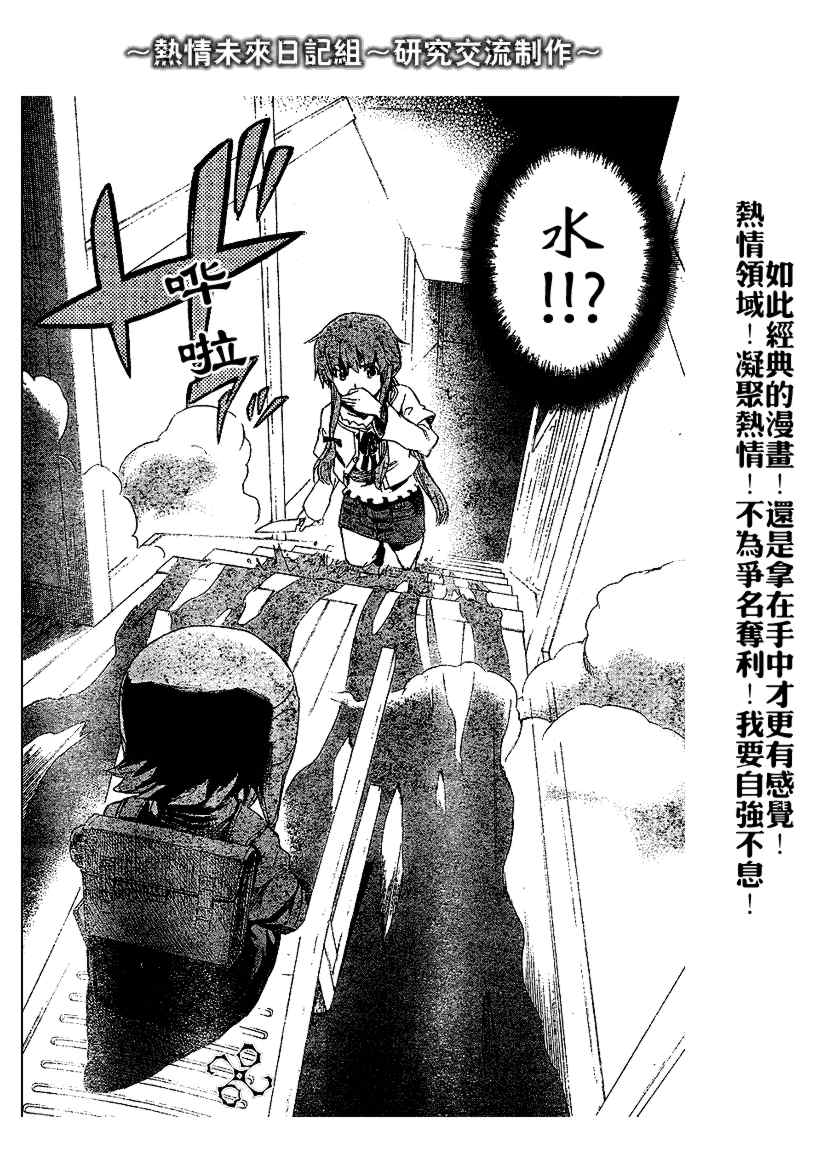 ～熱情未來日記組～研究交流制作～
水
!!?
哗
啦
如此經典的漫畫！還是拿在手中才更有感覺！
熱情領域！凝聚熱情！不為爭名奪利！我要自強不息！